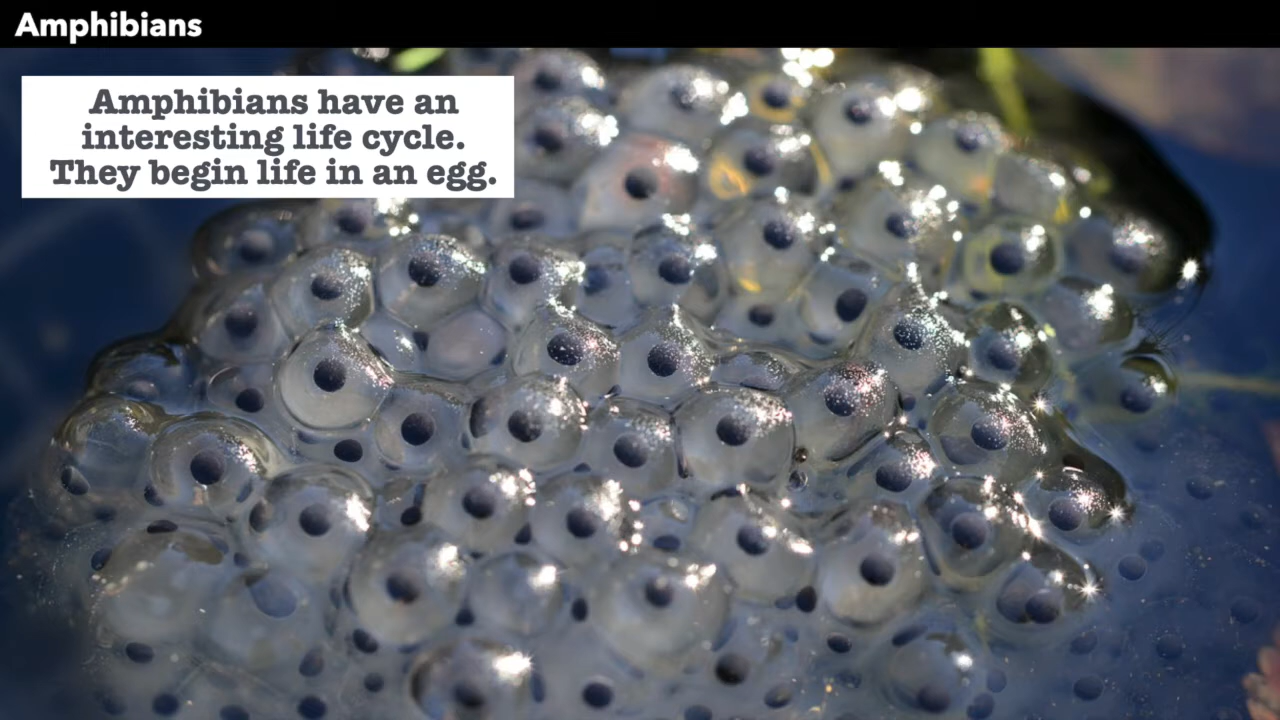 Amphibians
Amphibians have an
interesting life cycle.
They begin life in an egg.